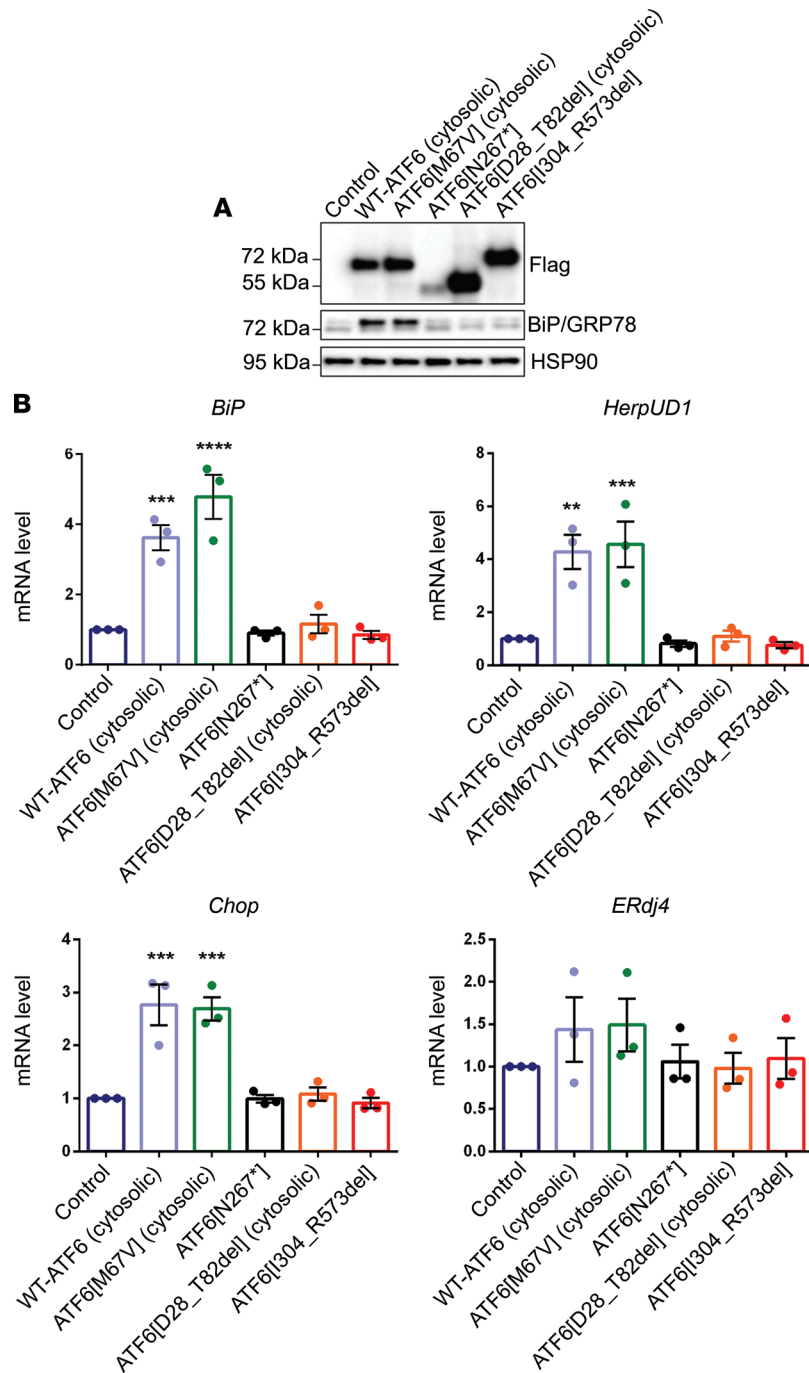 A
Control
WT-ATF6 (cytosolic)
ATF6[M67V] (cytosolic)
ATF6[N267*]
ATF6[D28_T82del] (cytosolic)
ATF6[I304_R573del]
72 kDa
55 kDa
Flag
72 kDa
BiP/GRP78
95 kDa
HSP90
B
BiP
mRNA level
6
4
2
0
***
****
Control
WT-ATF6 (cytosolic)
ATF6[M67V] (cytosolic)
ATF6[N267*]
ATF6[D28_T82del] (cytosolic)
ATF6[I304_R573del]
HerpUD1
mRNA level
8
6
4
2
0
**
***
Control
WT-ATF6 (cytosolic)
ATF6[M67V] (cytosolic)
ATF6[N267*]
ATF6[D28_T82del] (cytosolic)
ATF6[I304_R573del]
Chop
mRNA level
4
3
2
1
0
***
***
Control
WT-ATF6 (cytosolic)
ATF6[M67V] (cytosolic)
ATF6[N267*]
ATF6[D28_T82del] (cytosolic)
ATF6[I304_R573del]
ERdj4
mRNA level
2.5
2.0
1.5
1.0
0.5
0.0
Control
WT-ATF6 (cytosolic)
ATF6[M67V] (cytosolic)
ATF6[N267*]
ATF6[D28_T82del] (cytosolic)
ATF6[I304_R573del]